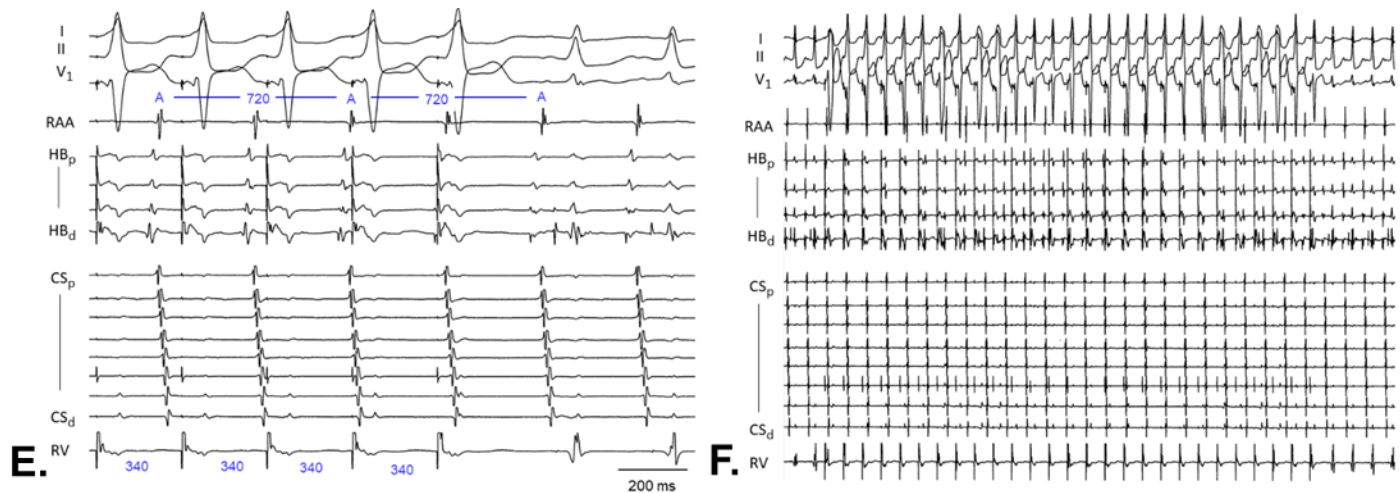 I
II
V1
A 720 A 720 A
RAA
HBp
HBd
CSp
CSd
RV
340 340 340 340 340
E.
200 ms
I
II
V1
RAA
HBp
HBd
CSp
CSd
RV
F.